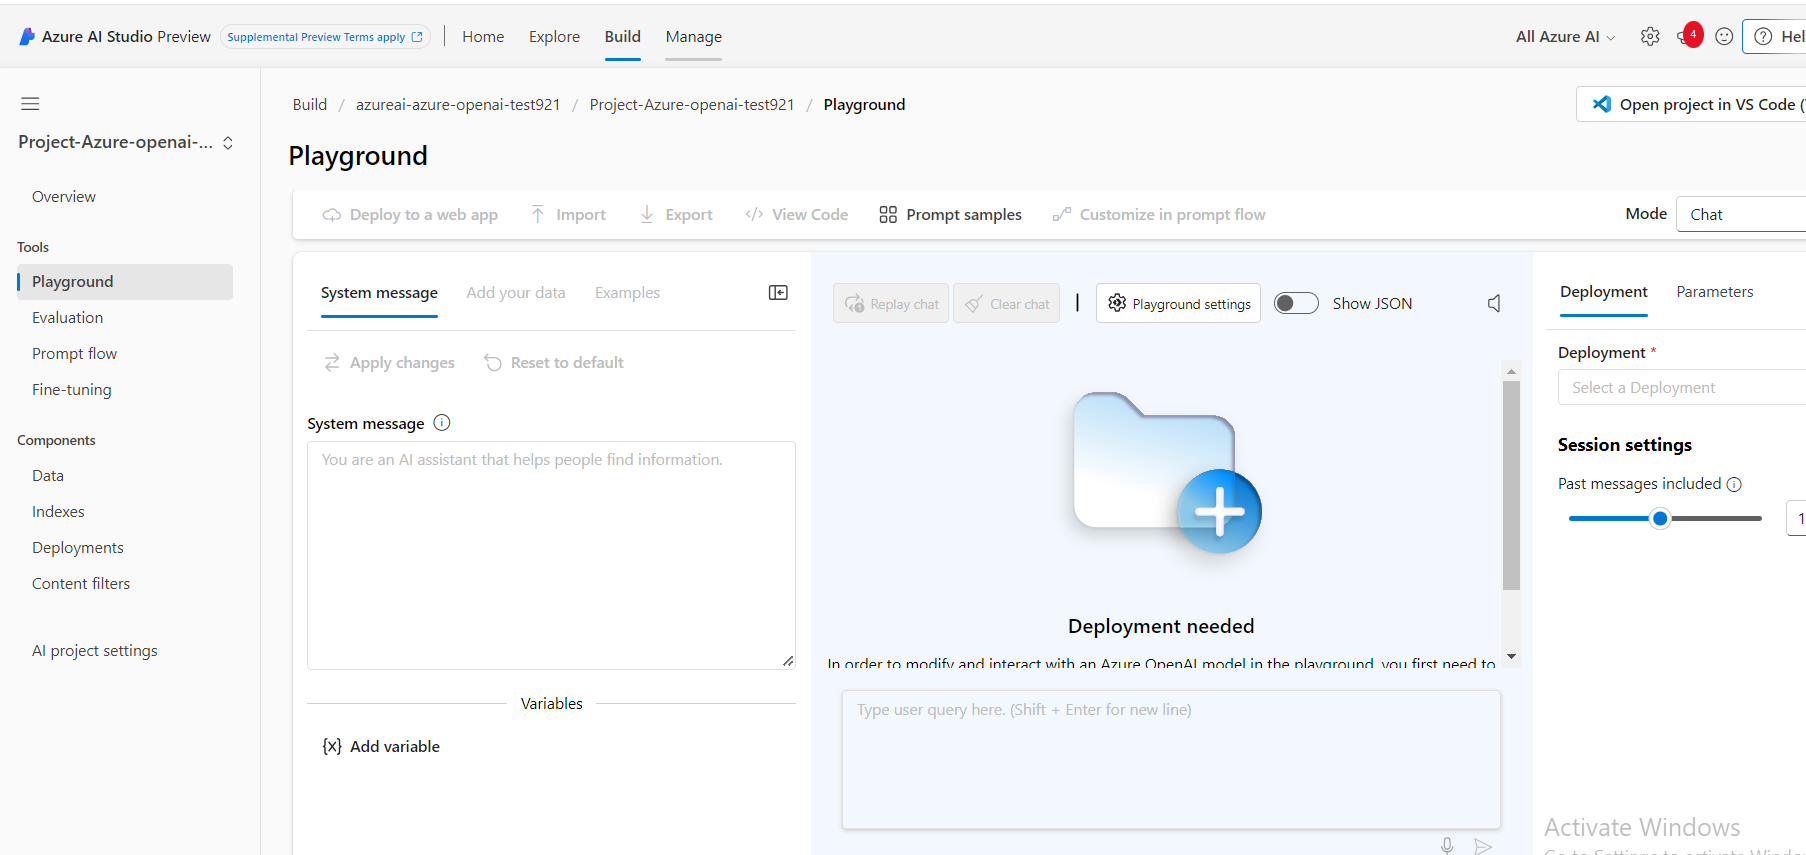 Azure AI Studio Preview Supplemental Preview Terms apply Home Explore Build Manage All Azure AI 4
Build / azureai-azure-openai-test921 / Project-Azure-openai-test921 / Playground Open project in VS Code (
Project-Azure-openai-...
Playground
Overview
Deploy to a web app Import Export View Code Prompt samples Customize in prompt flow Mode Chat
Tools
Playground
Evaluation
Prompt flow
Fine-tuning
Components
Data
Indexes
Deployments
Content filters
AI project settings
System message Add your data Examples
Apply changes Reset to default
System message
You are an AI assistant that helps people find information.
Variables
{x} Add variable
Replay chat Clear chat Playground settings Show JSON
Deployment needed
In order to modify and interact with an Azure OpenAI model in the playground, you first need to
Type user query here. (Shift + Enter for new line)
Deployment Parameters
Deployment *
Select a Deployment
Session settings
Past messages included
1
Activate Windows